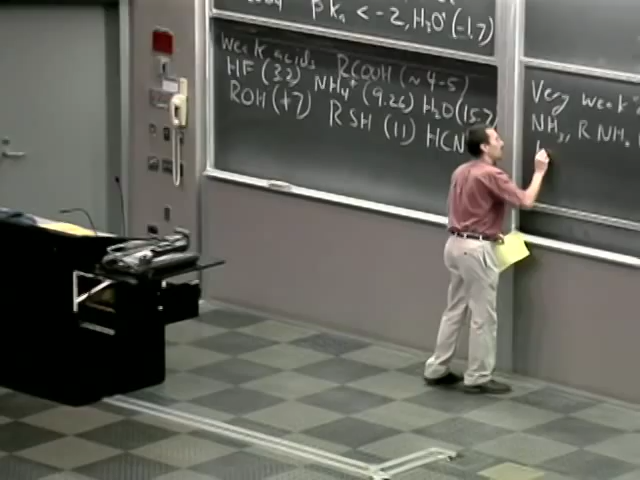 pka < -2, H3O+ (-1.7)
weak acids RCOOH (~ 4-5)
HF (3.2) NH4+ (9.26) H2O (15.7
ROH (17) RSH (11) HCN
Very weak
NH3, RNH2